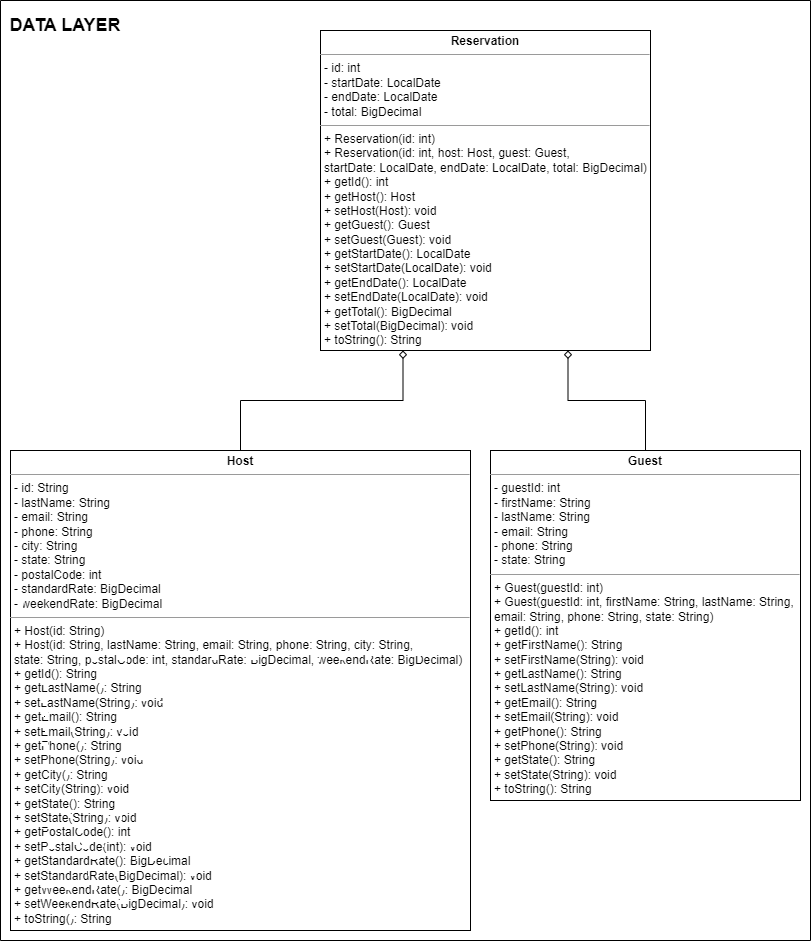 DATA LAYER
Reservation
- id: int
- startDate: LocalDate
- endDate: LocalDate
- total: BigDecimal
+ Reservation(id: int)
+ Reservation(id: int, host: Host, guest: Guest,
startDate: LocalDate, endDate: LocalDate, total: BigDecimal)
+ getId(): int
+ getHost(): Host
+ setHost(Host): void
+ getGuest(): Guest
+ setGuest(Guest): void
+ getStartDate(): LocalDate
+ setStartDate(LocalDate): void
+ getEndDate(): LocalDate
+ setEndDate(LocalDate): void
+ getTotal(): BigDecimal
+ setTotal(BigDecimal): void
+ toString(): String
Host
- id: String
- lastName: String
- email: String
- phone: String
- city: String
- state: String
- postalCode: int
- standardRate: BigDecimal
- weekendRate: BigDecimal
+ Host(id: String)
+ Host(id: String, lastName: String, email: String, phone: String, city: String,
state: String, postalCode: int, standardRate: BigDecimal, weekendRate: BigDecimal)
+ getId(): String
+ getLastName(): String
+ setLastName(String): void
+ getEmail(): String
+ setEmail(String): void
+ getPhone(): String
+ setPhone(String): void
+ getCity(): String
+ setCity(String): void
+ getState(): String
+ setState(String): void
+ getPostalCode(): int
+ setPostalCode(int): void
+ getStandardRate(): BigDecimal
+ setStandardRate(BigDecimal): void
+ getWeekendRate(): BigDecimal
+ setWeekendRate(BigDecimal): void
+ toString(): String
Guest
- guestId: int
- firstName: String
- lastName: String
- email: String
- phone: String
- state: String
+ Guest(guestId: int)
+ Guest(guestId: int, firstName: String, lastName: String,
email: String, phone: String, state: String)
+ getId(): int
+ getFirstName(): String
+ setFirstName(String): void
+ getLastName(): String
+ setLastName(String): void
+ getEmail(): String
+ setEmail(String): void
+ getPhone(): String
+ setPhone(String): void
+ getState(): String
+ setState(String): void
+ toString(): String